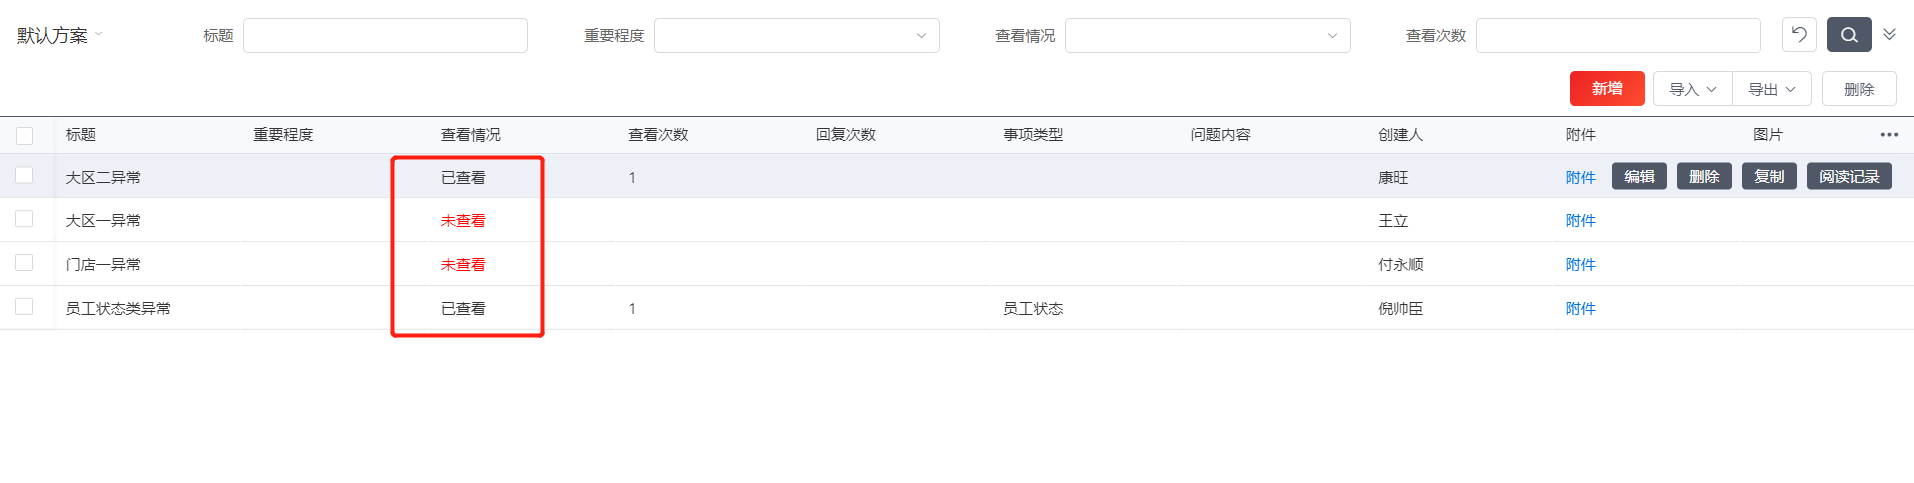 默认方案 标题 重要程度 查看情况 查看次数
新增 导入 导出 删除
标题 重要程度 查看情况 查看次数 回复次数 事项类型 问题内容 创建人 附件 图片 •••
大区二异常 已查看 1 康旺 附件 编辑 删除 复制 阅读记录
大区一异常 未查看 王立 附件
门店一异常 未查看 付永顺 附件
员工状态类异常 已查看 1 员工状态 倪帅臣 附件